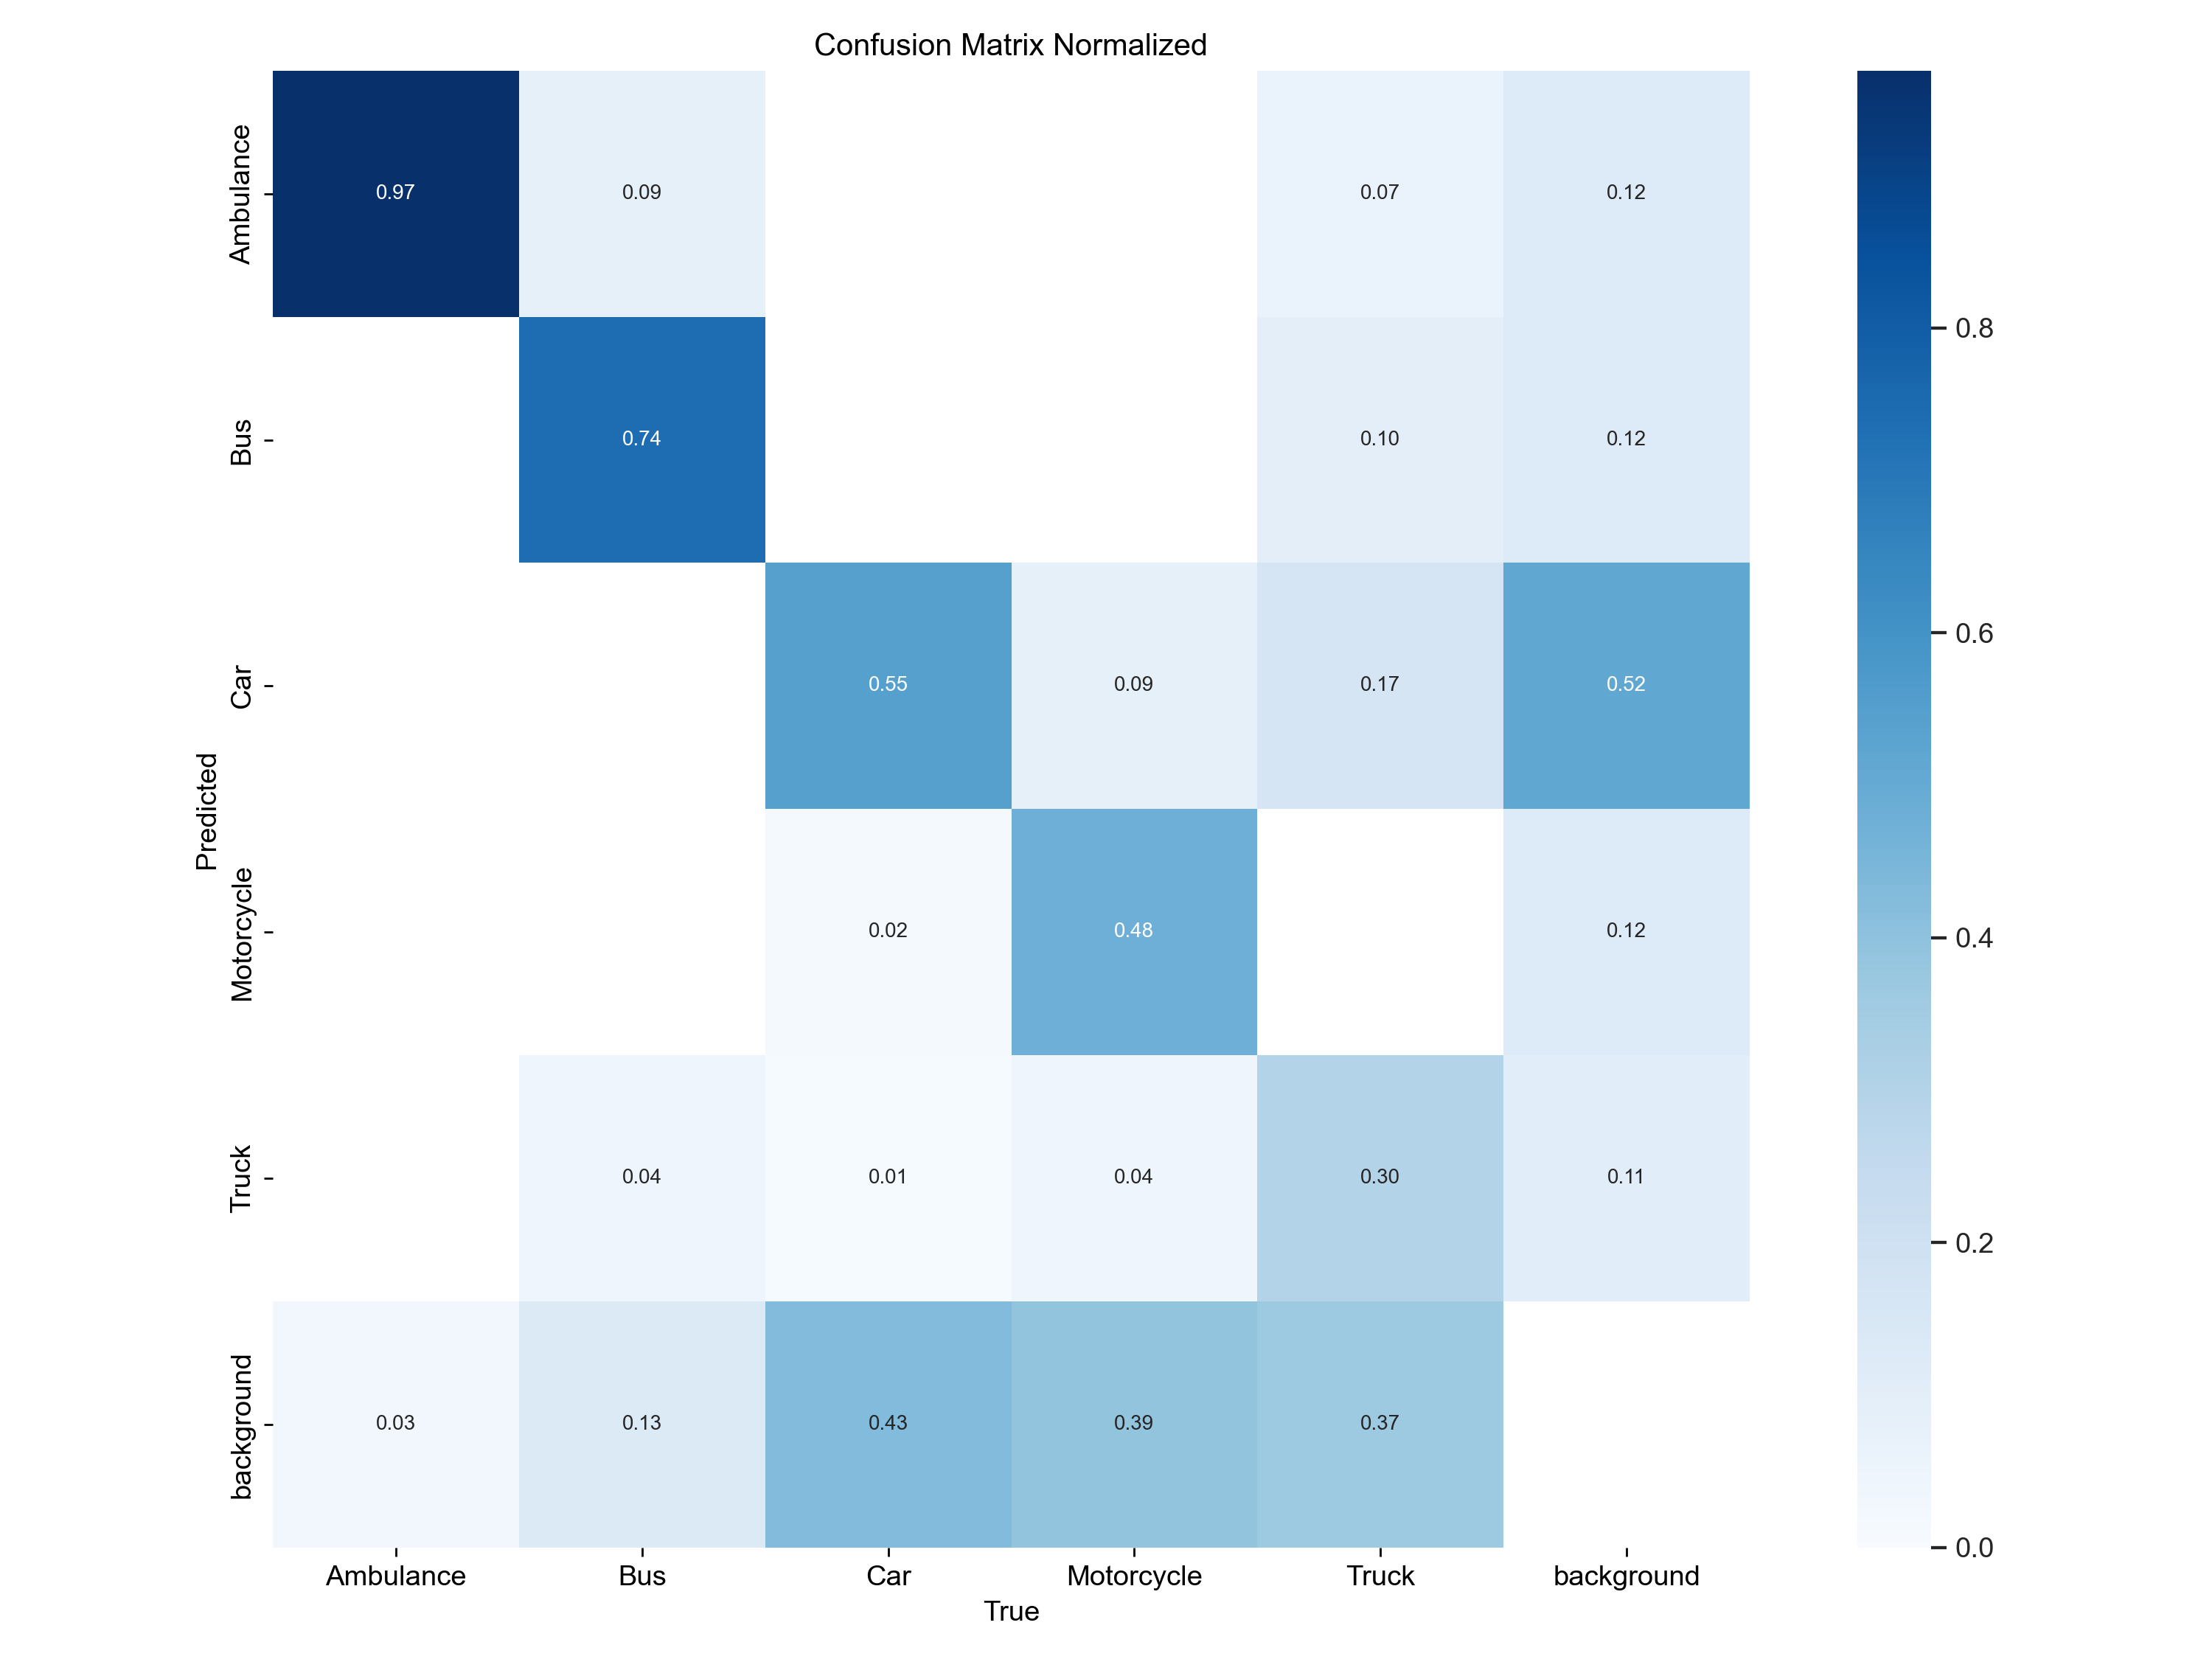 Confusion Matrix Normalized
Ambulance
0.97
0.09
0.07
0.12
Bus
0.74
0.10
0.12
Car
0.55
0.09
0.17
0.52
Motorcycle
0.02
0.48
0.12
Truck
0.04
0.01
0.04
0.30
0.11
background
0.03
0.13
0.43
0.39
0.37
Predicted
Ambulance
Bus
Car
Motorcycle
Truck
background
True
0.8
0.6
0.4
0.2
0.0